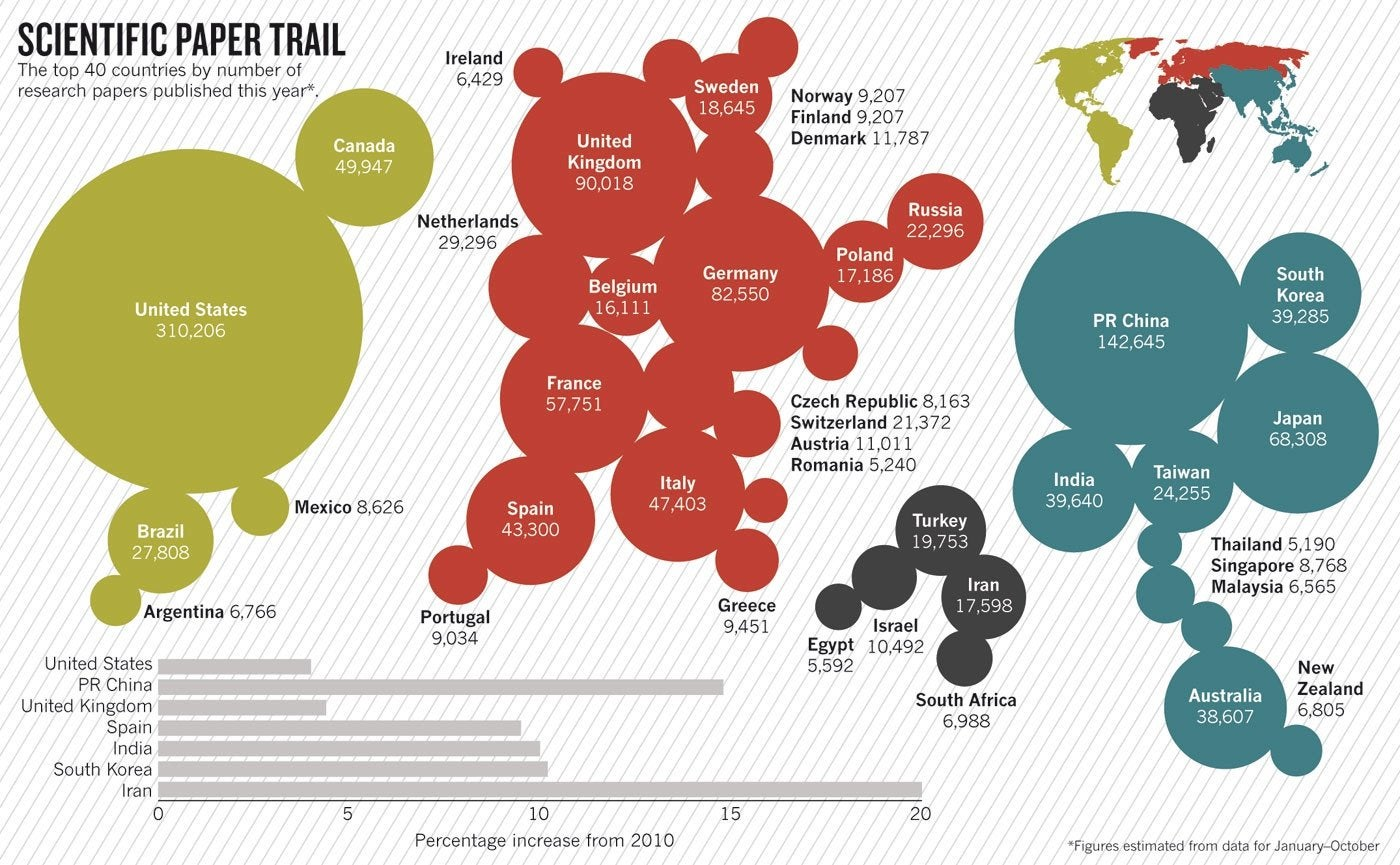 SCIENTIFIC PAPER TRAIL
The top 40 countries by number of
research papers published this year*.
Canada
49,947
United States
310,206
Mexico 8,626
Brazil
27,808
Argentina 6,766
Ireland
6,429
United
Kingdom
90,018
Sweden
18,645
Norway 9,207
Finland 9,207
Denmark 11,787
Netherlands
29,296
Belgium
16,111
Germany
82,550
Poland
17,186
Russia
22,296
France
57,751
Czech Republic 8,163
Switzerland 21,372
Austria 11,011
Romania 5,240
Spain
43,300
Italy
47,403
Portugal
9,034
Greece
9,451
Turkey
19,753
Iran
17,598
Israel
10,492
Egypt
5,592
South Africa
6,988
PR China
142,645
South
Korea
39,285
Japan
68,308
India
39,640
Taiwan
24,255
Thailand 5,190
Singapore 8,768
Malaysia 6,565
Australia
38,607
New
Zealand
6,805
United States
PR China
United Kingdom
Spain
India
South Korea
Iran
0 5 10 15 20
Percentage increase from 2010
*Figures estimated from data for January–October